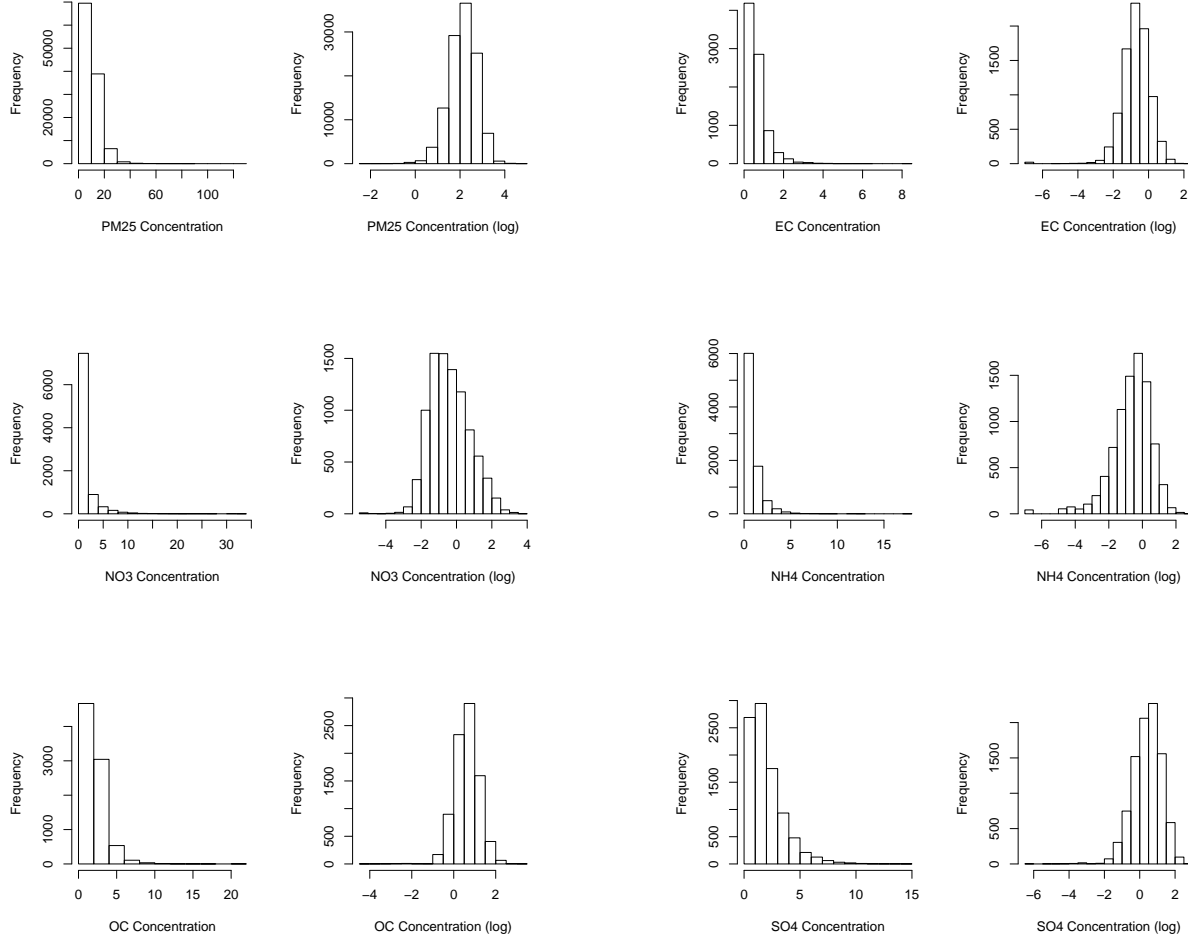 Frequency
0 20000 50000
0 20 60 100
PM25 Concentration
Frequency
0 10000 30000
−2 0 2 4
PM25 Concentration (log)
Frequency
0 1000 3000
0 2 4 6 8
EC Concentration
Frequency
0 500 1500
−6 −4 −2 0 2
EC Concentration (log)
Frequency
0 2000 4000 6000
0 5 10 20 30
NO3 Concentration
Frequency
0 500 1000 1500
−4 −2 0 2 4
NO3 Concentration (log)
Frequency
0 2000 4000 6000
0 5 10 15
NH4 Concentration
Frequency
0 500 1000 1500
−6 −4 −2 0 2
NH4 Concentration (log)
Frequency
0 1000 3000
0 5 10 15 20
OC Concentration
Frequency
0 500 1500 2500
−4 −2 0 2
OC Concentration (log)
Frequency
0 500 1500 2500
0 5 10 15
SO4 Concentration
Frequency
0 500 1500
−6 −4 −2 0 2
SO4 Concentration (log)